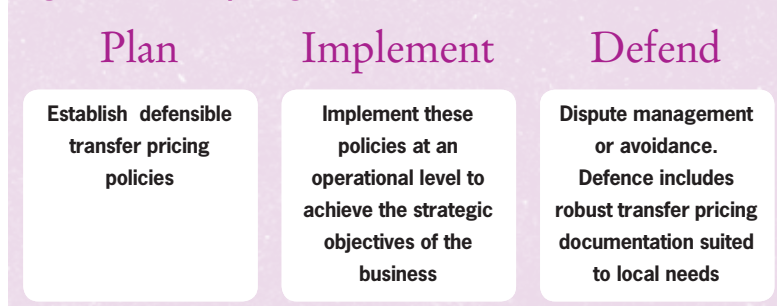 Plan
Establish defensible
transfer pricing
policies
Implement
Implement these
policies at an
operational level to
achieve the strategic
objectives of the
business
Defend
Dispute management
or avoidance.
Defence includes
robust transfer pricing
documentation suited
to local needs